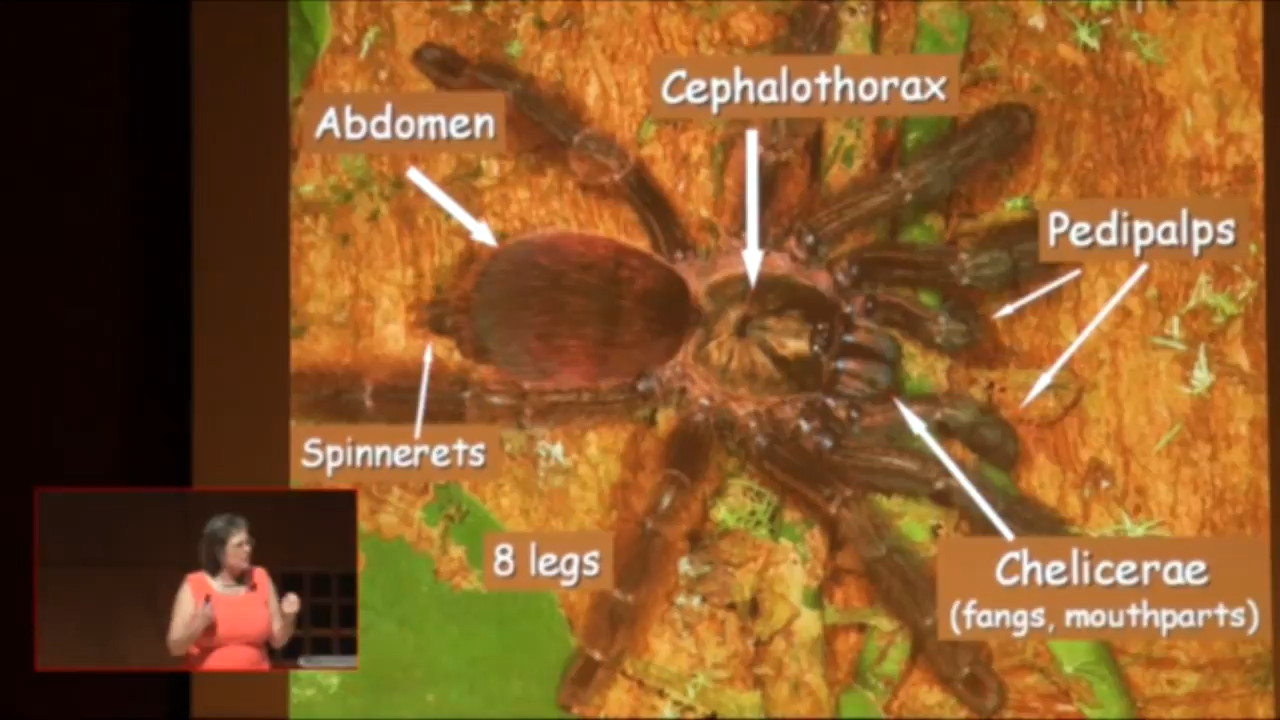 Cephalothorax
Abdomen
Pedipalps
Spinnerets
8 legs
Chelicerae
(fangs, mouthparts)